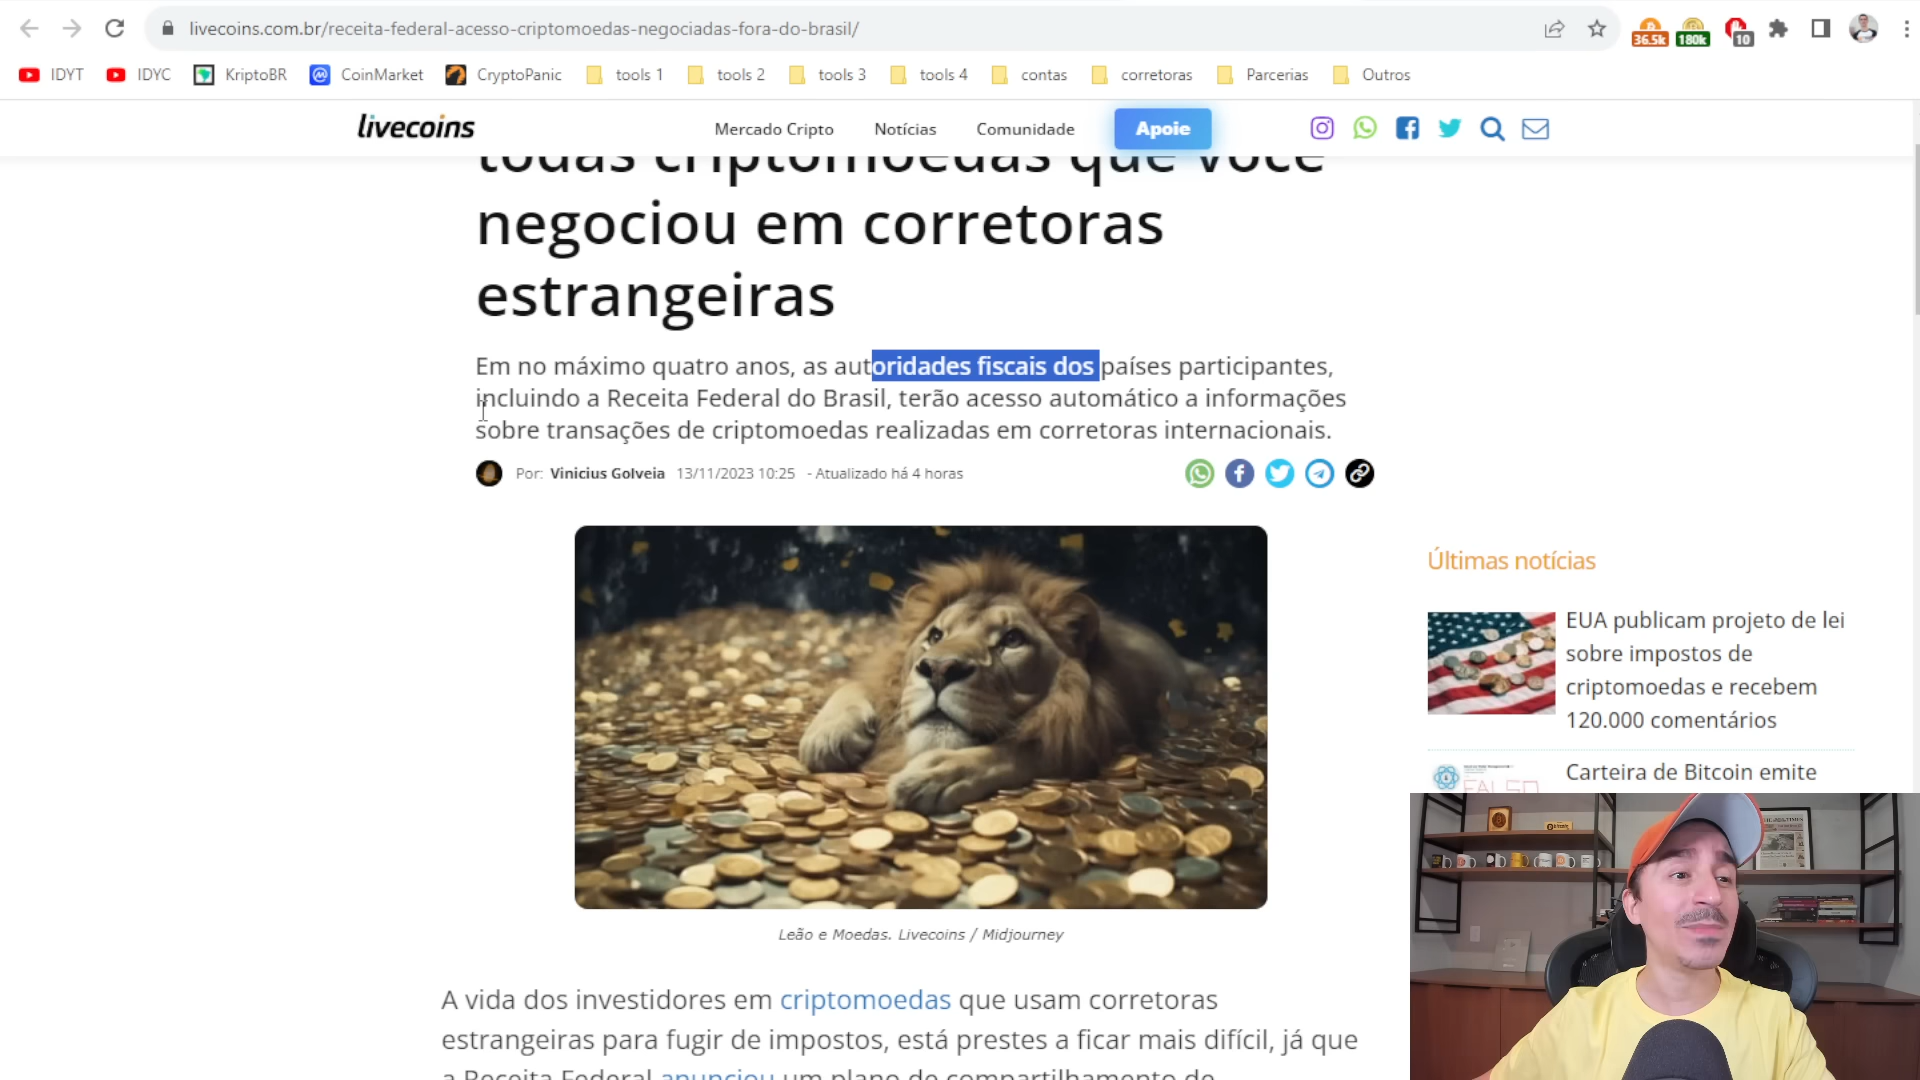 livecoins.com.br/receita-federal-acesso-criptomoedas-negociadas-fora-do-brasil/
36.5k
180k
10
IDYT
IDYC
KriptoBR
CoinMarket
CryptoPanic
tools 1
tools 2
tools 3
tools 4
contas
corretoras
Parcerias
Outros
livecoins
Mercado Cripto
Notícias
Comunidade
Apoie
todas criptomoedas que você
negociou em corretoras
estrangeiras
Em no máximo quatro anos, as autoridades fiscais dos países participantes,
incluindo a Receita Federal do Brasil, terão acesso automático a informações
sobre transações de criptomoedas realizadas em corretoras internacionais.
Por: Vinicius Golveia 13/11/2023 10:25 - Atualizado há 4 horas
Leão e Moedas. Livecoins / Midjourney
A vida dos investidores em criptomoedas que usam corretoras
estrangeiras para fugir de impostos, está prestes a ficar mais difícil, já que
a Receita Federal anunciou um plano de compartilhamento de
Últimas notícias
EUA publicam projeto de lei
sobre impostos de
criptomoedas e recebem
120.000 comentários
Carteira de Bitcoin emite
FALSO